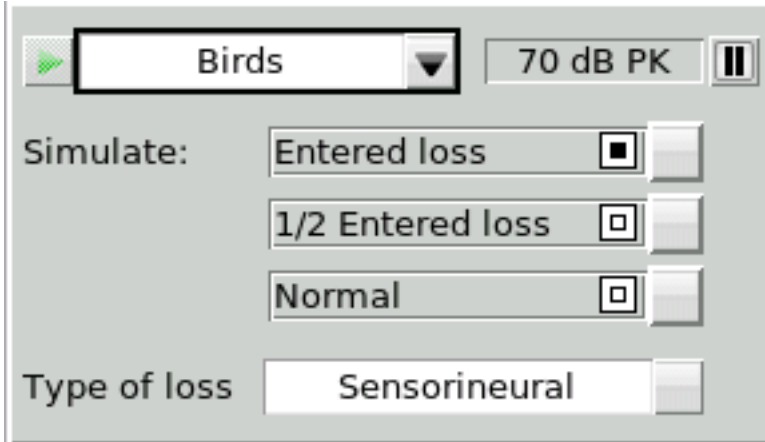 Birds 70 dB PK
Simulate: Entered loss
1/2 Entered loss
Normal
Type of loss Sensorineural